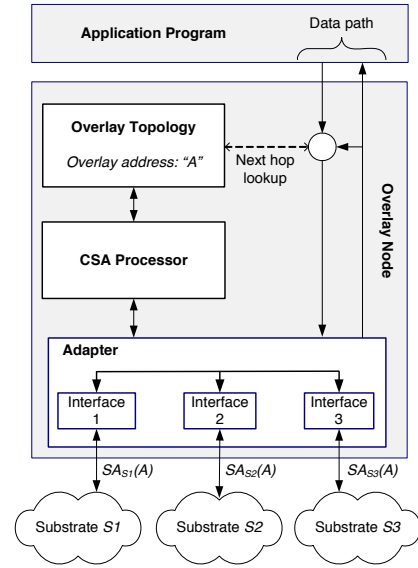 Application Program
Data path
Overlay Topology
Overlay address: “A”
Next hop
lookup
Overlay Node
CSA Processor
Adapter
Interface
1
Interface
2
Interface
3
SAS1(A)
SAS2(A)
SAS3(A)
Substrate S1
Substrate S2
Substrate S3